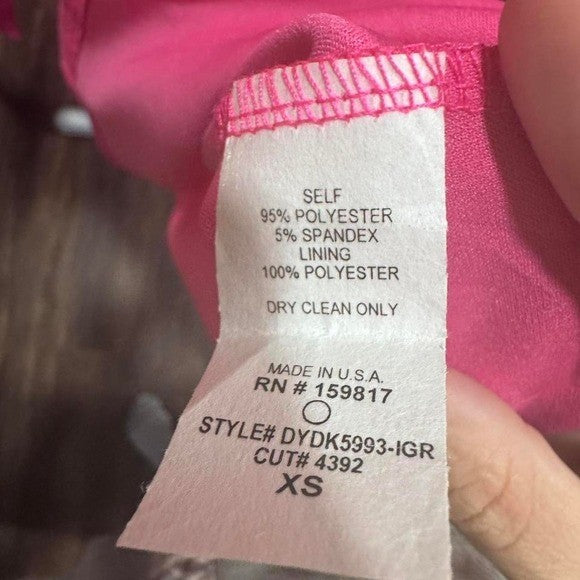 SELF
95% POLYESTER
5% SPANDEX
LINING
100% POLYESTER
DRY CLEAN ONLY
MADE IN U.S.A.
RN # 159817
STYLE# DYDK5993-IGR
CUT# 4392
XS